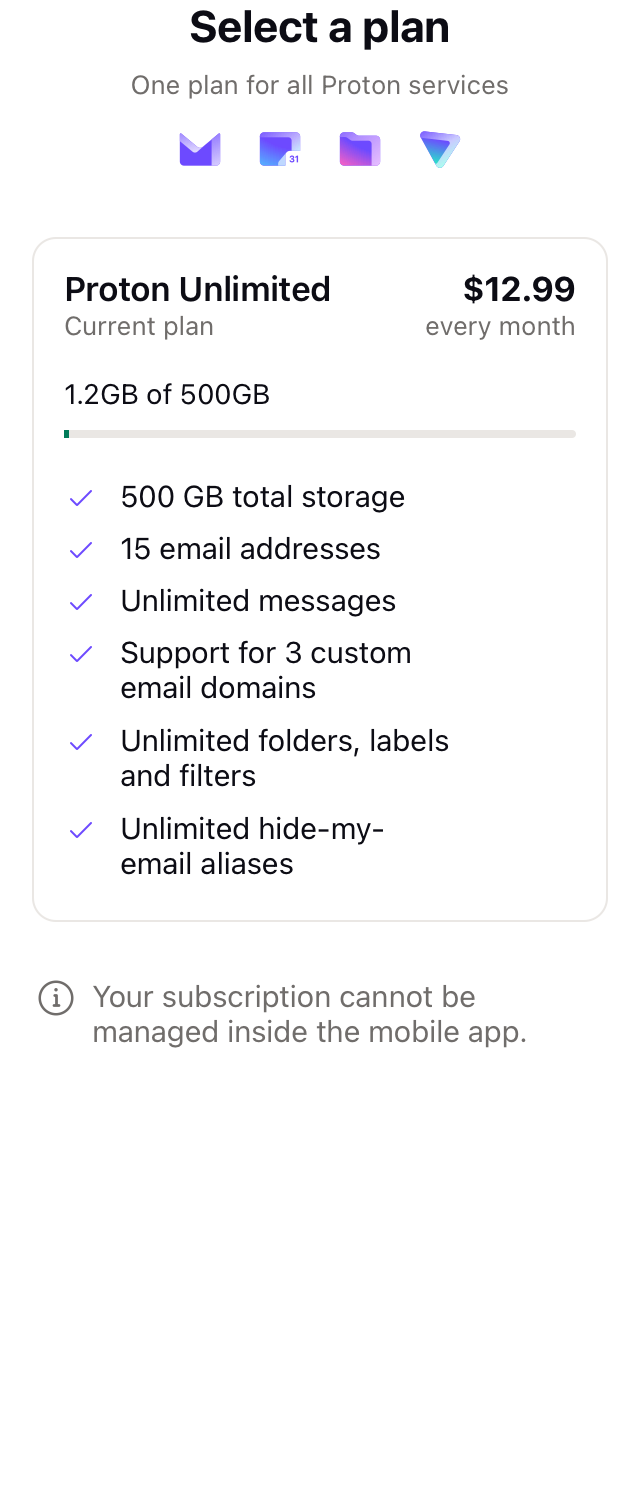 Select a plan
One plan for all Proton services
31
Proton Unlimited
$12.99
Current plan
every month
1.2GB of 500GB
500 GB total storage
15 email addresses
Unlimited messages
Support for 3 custom
email domains
Unlimited folders, labels
and filters
Unlimited hide-my-
email aliases
Your subscription cannot be
managed inside the mobile app.